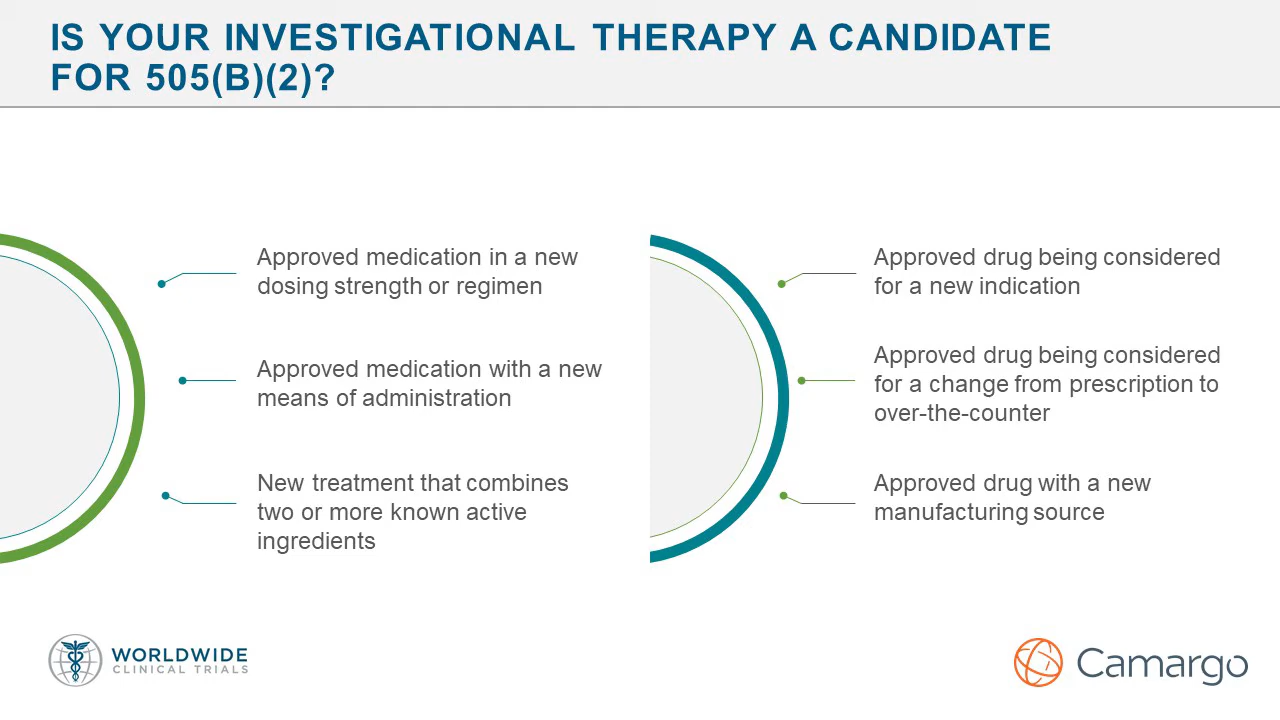 IS YOUR INVESTIGATIONAL THERAPY A CANDIDATE
FOR 505(B)(2)?
Approved medication in a new
dosing strength or regimen
Approved medication with a new
means of administration
New treatment that combines
two or more known active
ingredients
Approved drug being considered
for a new indication
Approved drug being considered
for a change from prescription to
over-the-counter
Approved drug with a new
manufacturing source
WORLDWIDE
CLINICAL TRIALS
Camargo